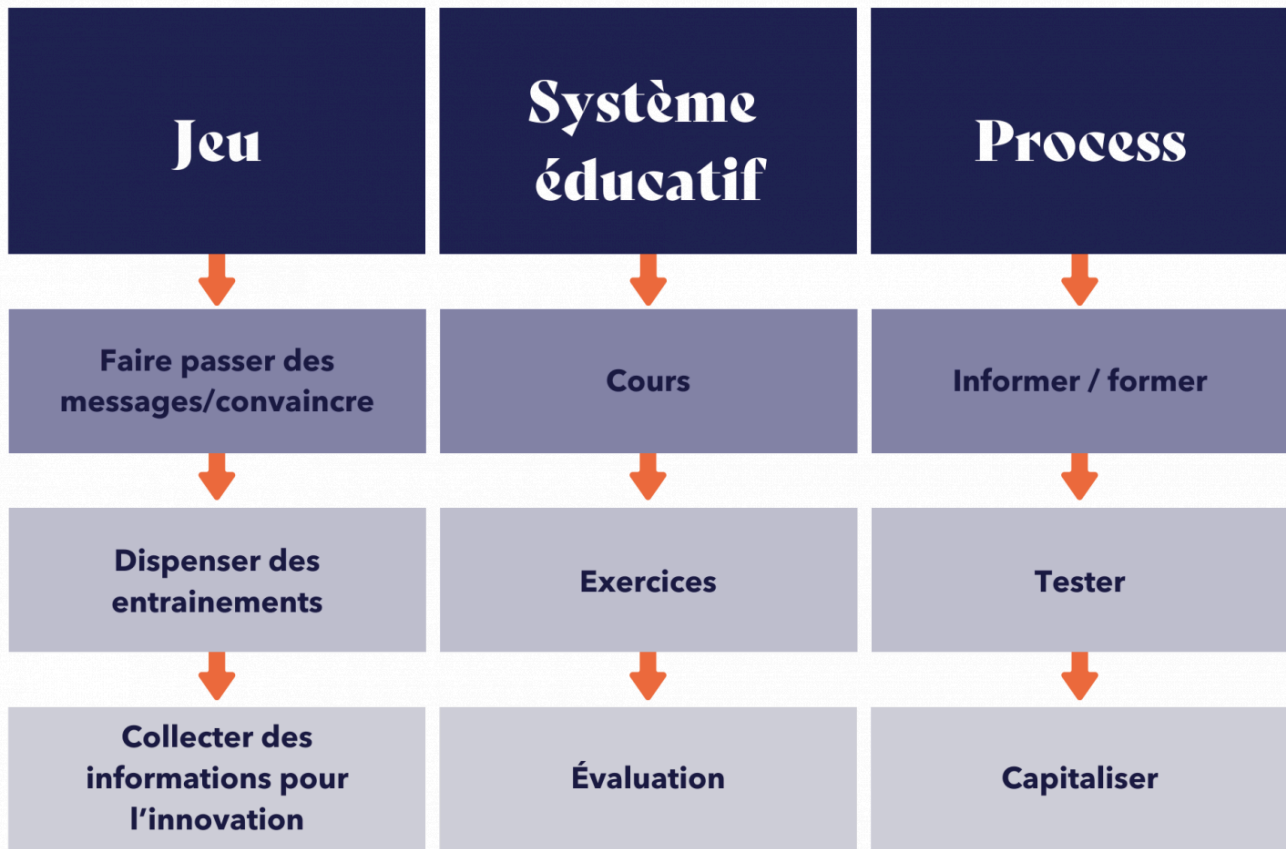 Jeu
Système
éducatif
Process
Faire passer des
messages/convaincre
Cours
Informer / former
Dispenser des
entrainements
Exercices
Tester
Collecter des
informations pour
l'innovation
Évaluation
Capitaliser